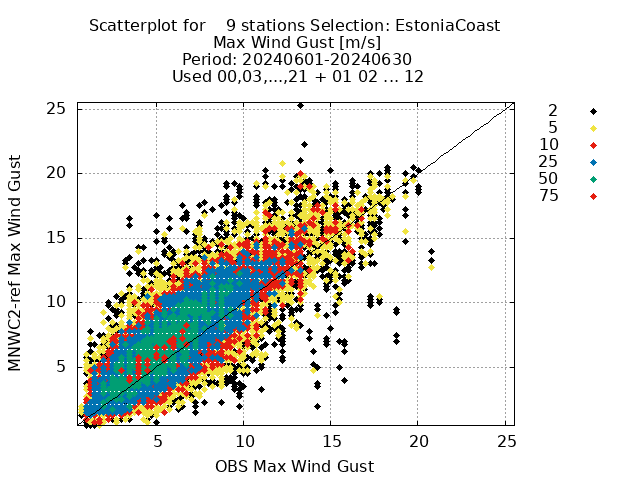 Scatterplot for    9 stations Selection: EstoniaCoast
Max Wind Gust [m/s]
Period: 20240601-20240630
Used 00,03,...,21 + 01 02 ... 12
25
20
15
10
5
MNWC2-ref Max Wind Gust
5 10 15 20 25
OBS Max Wind Gust
2
5
10
25
50
75